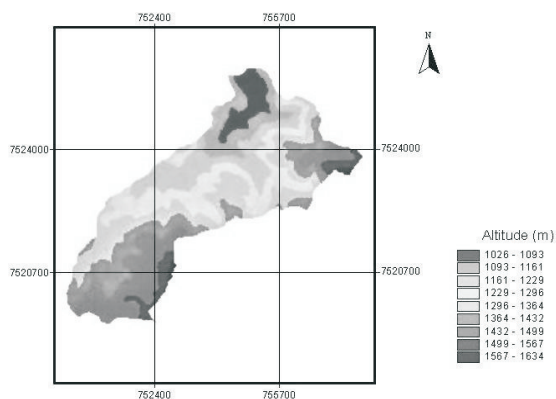 752400 755700
N
7524000 7524000
7520700 7520700
Altitude (m)
1026 - 1093
1093 - 1161
1161 - 1229
1229 - 1296
1296 - 1364
1364 - 1432
1432 - 1499
1499 - 1567
1567 - 1634
752400 755700